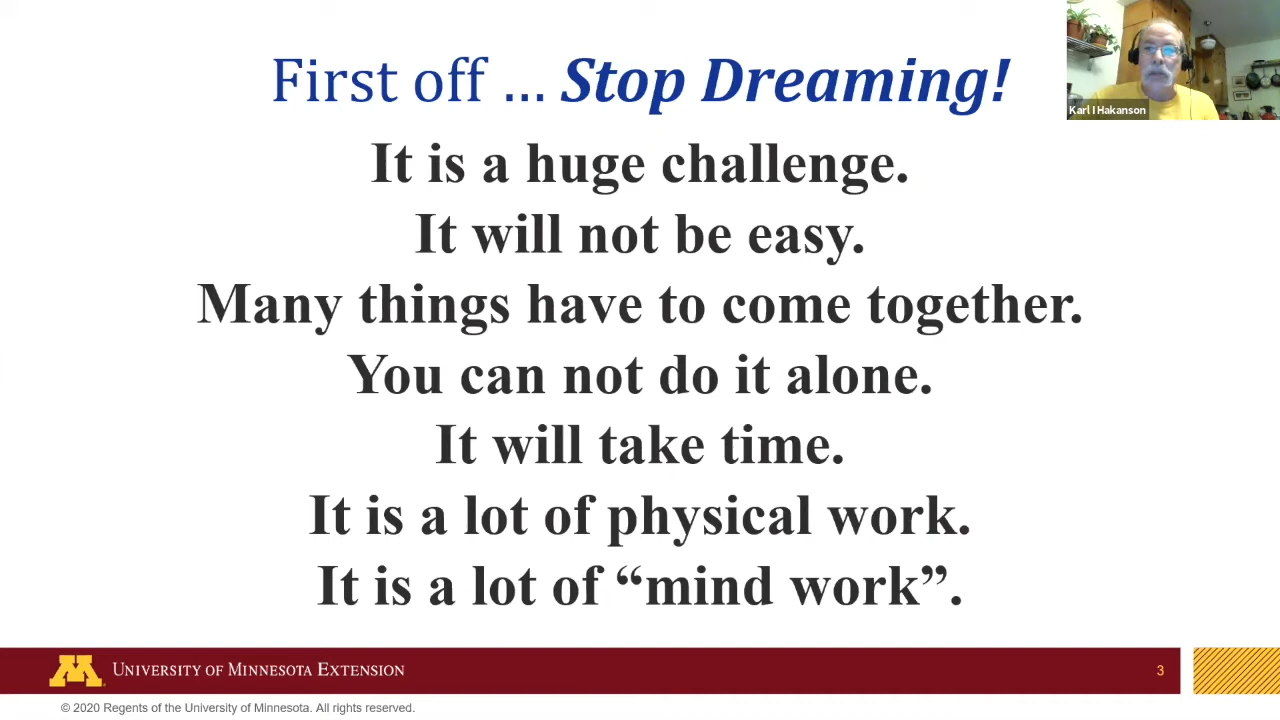 First off ... Stop Dreaming!
Karl I Hakanson
It is a huge challenge.
It will not be easy.
Many things have to come together.
You can not do it alone.
It will take time.
It is a lot of physical work.
It is a lot of “mind work”.
M
UNIVERSITY OF MINNESOTA EXTENSION
3
© 2020 Regents of the University of Minnesota. All rights reserved.